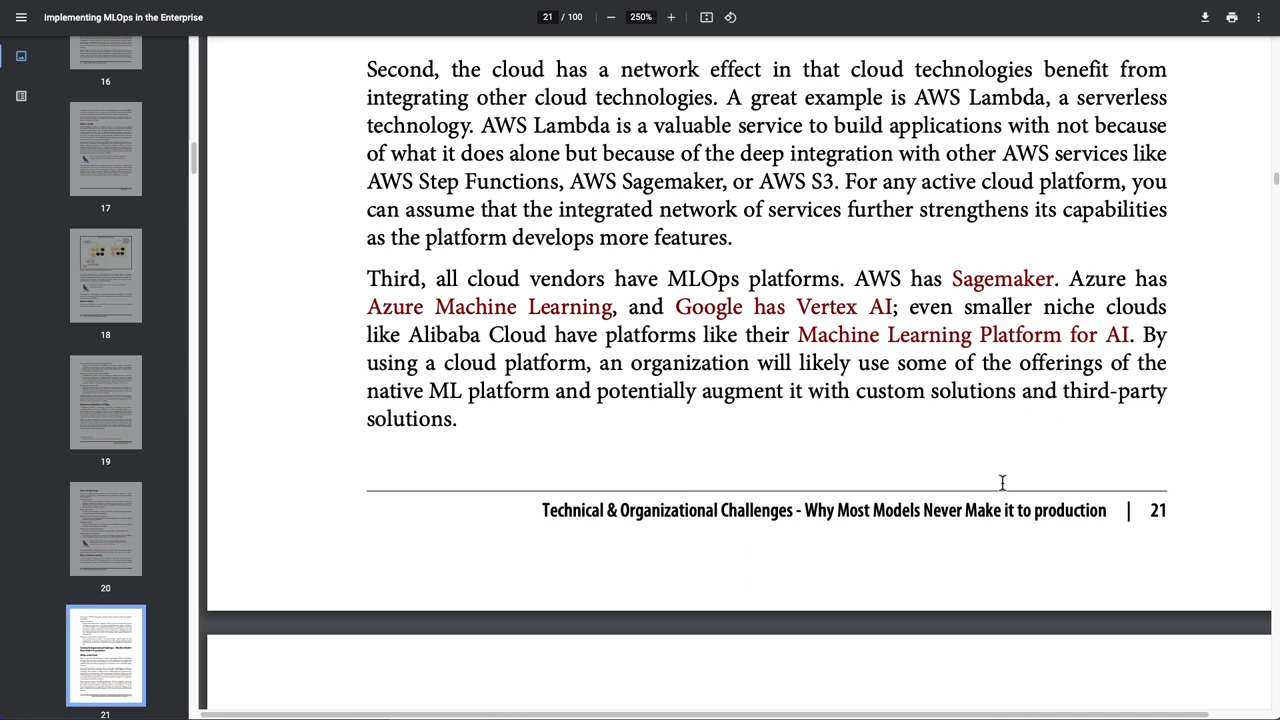 Implementing MLOps in the Enterprise
21 / 100
250%
16
17
18
19
20
21
Second, the cloud has a network effect in that cloud technologies benefit from
integrating other cloud technologies. A great example is AWS Lambda, a serverless
technology. AWS Lambda is a valuable service to build applications with not because
of what it does alone, but because of the deep integration with other AWS services like
AWS Step Functions, AWS Sagemaker, or AWS S3. For any active cloud platform, you
can assume that the integrated network of services further strengthens its capabilities
as the platform develops more features.
Third, all cloud vendors have MLOps platforms. AWS has Sagemaker. Azure has
Azure Machine Learning, and Google has Vertex AI; even smaller niche clouds
like Alibaba Cloud have platforms like their Machine Learning Platform for AI. By
using a cloud platform, an organization will likely use some of the offerings of the
native ML platform and potentially augment it with custom solutions and third-party
solutions.
Technical & Organizational Challenges - Why Most Models Never Make it to production | 21